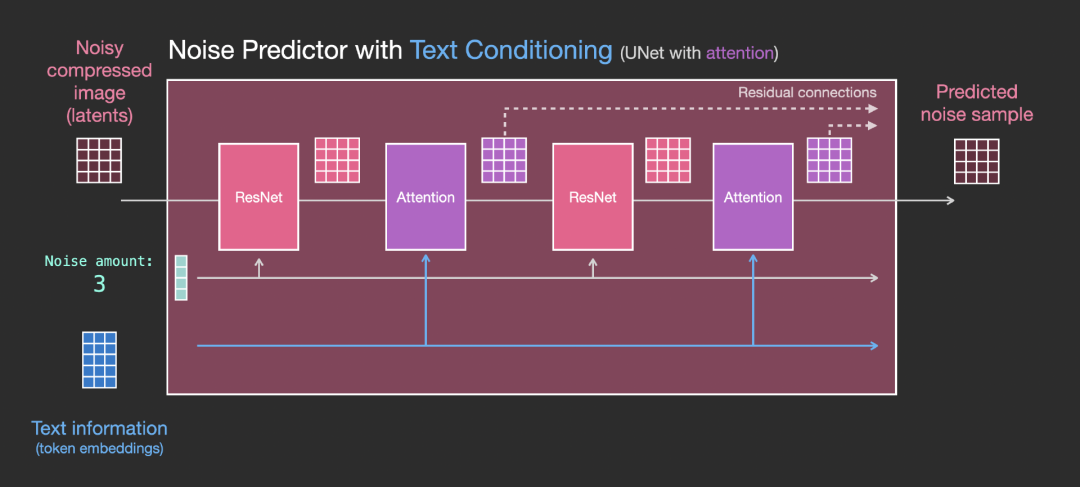 Noise Predictor with Text Conditioning (UNet with attention)
Noisy
compressed
image
(latents)
Residual connections
Predicted
noise sample
ResNet
Attention
ResNet
Attention
Noise amount:
3
Text information
(token embeddings)